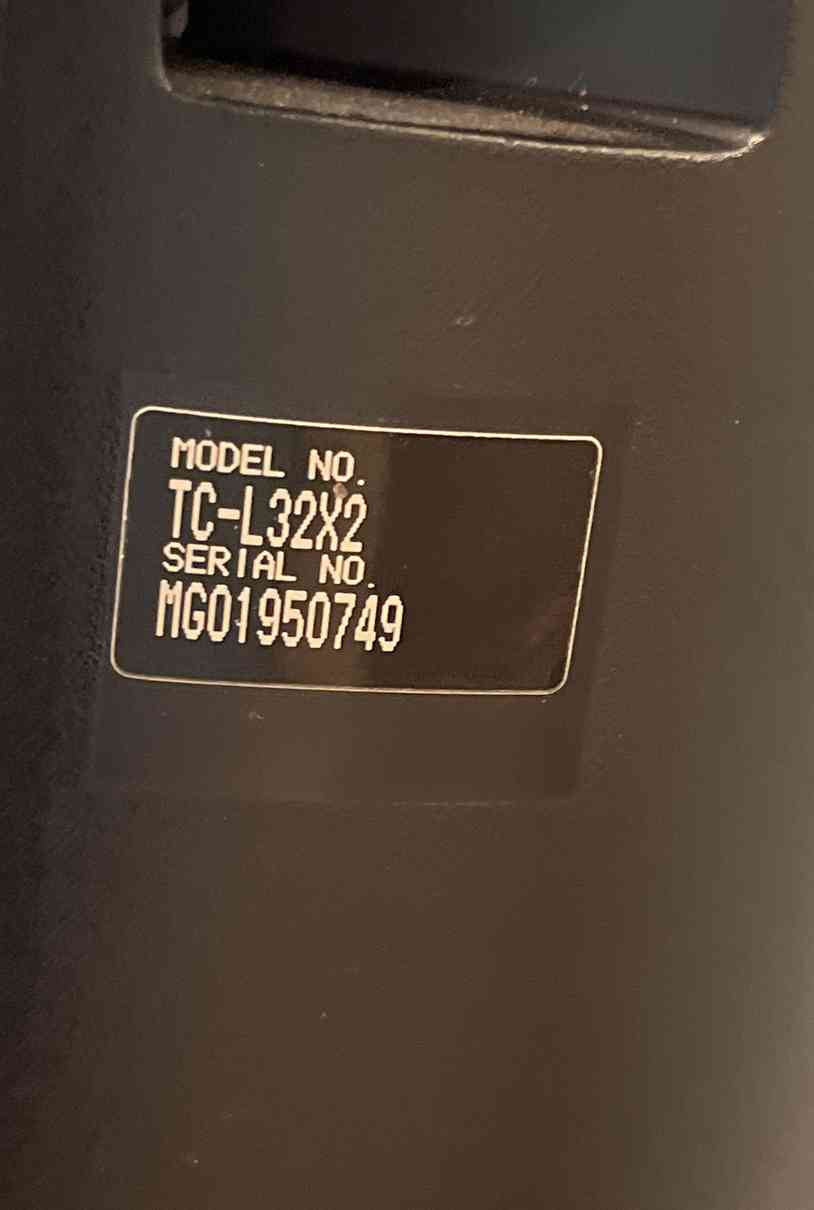 MODEL NO.
TC-L32X2
SERIAL NO.
MG01950749